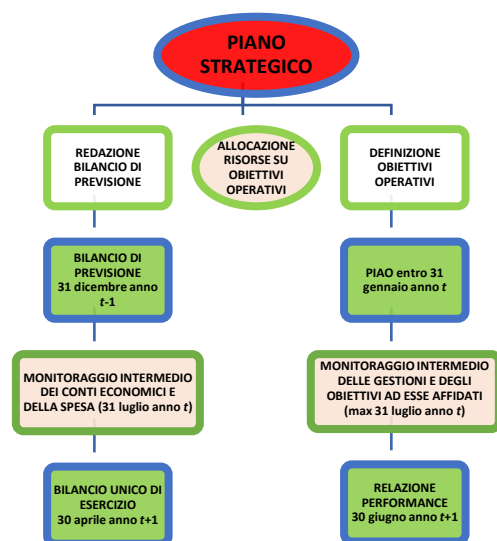 PIANO
STRATEGICO
REDAZIONE
BILANCIO DI
PREVISIONE
ALLOCAZIONE
RISORSE SU
OBIETTIVI
OPERATIVI
DEFINIZIONE
OBIETTIVI
OPERATIVI
BILANCIO DI
PREVISIONE
31 dicembre anno
t-1
PIAO entro 31
gennaio anno t
MONITORAGGIO INTERMEDIO
DEI CONTI ECONOMICI E
DELLA SPESA (31 luglio anno t)
MONITORAGGIO INTERMEDIO
DELLE GESTIONI E DEGLI
OBIETTIVI AD ESSE AFFIDATI
(max 31 luglio anno t)
BILANCIO UNICO DI
ESERCIZIO
30 aprile anno t+1
RELAZIONE
PERFORMANCE
30 giugno anno t+1